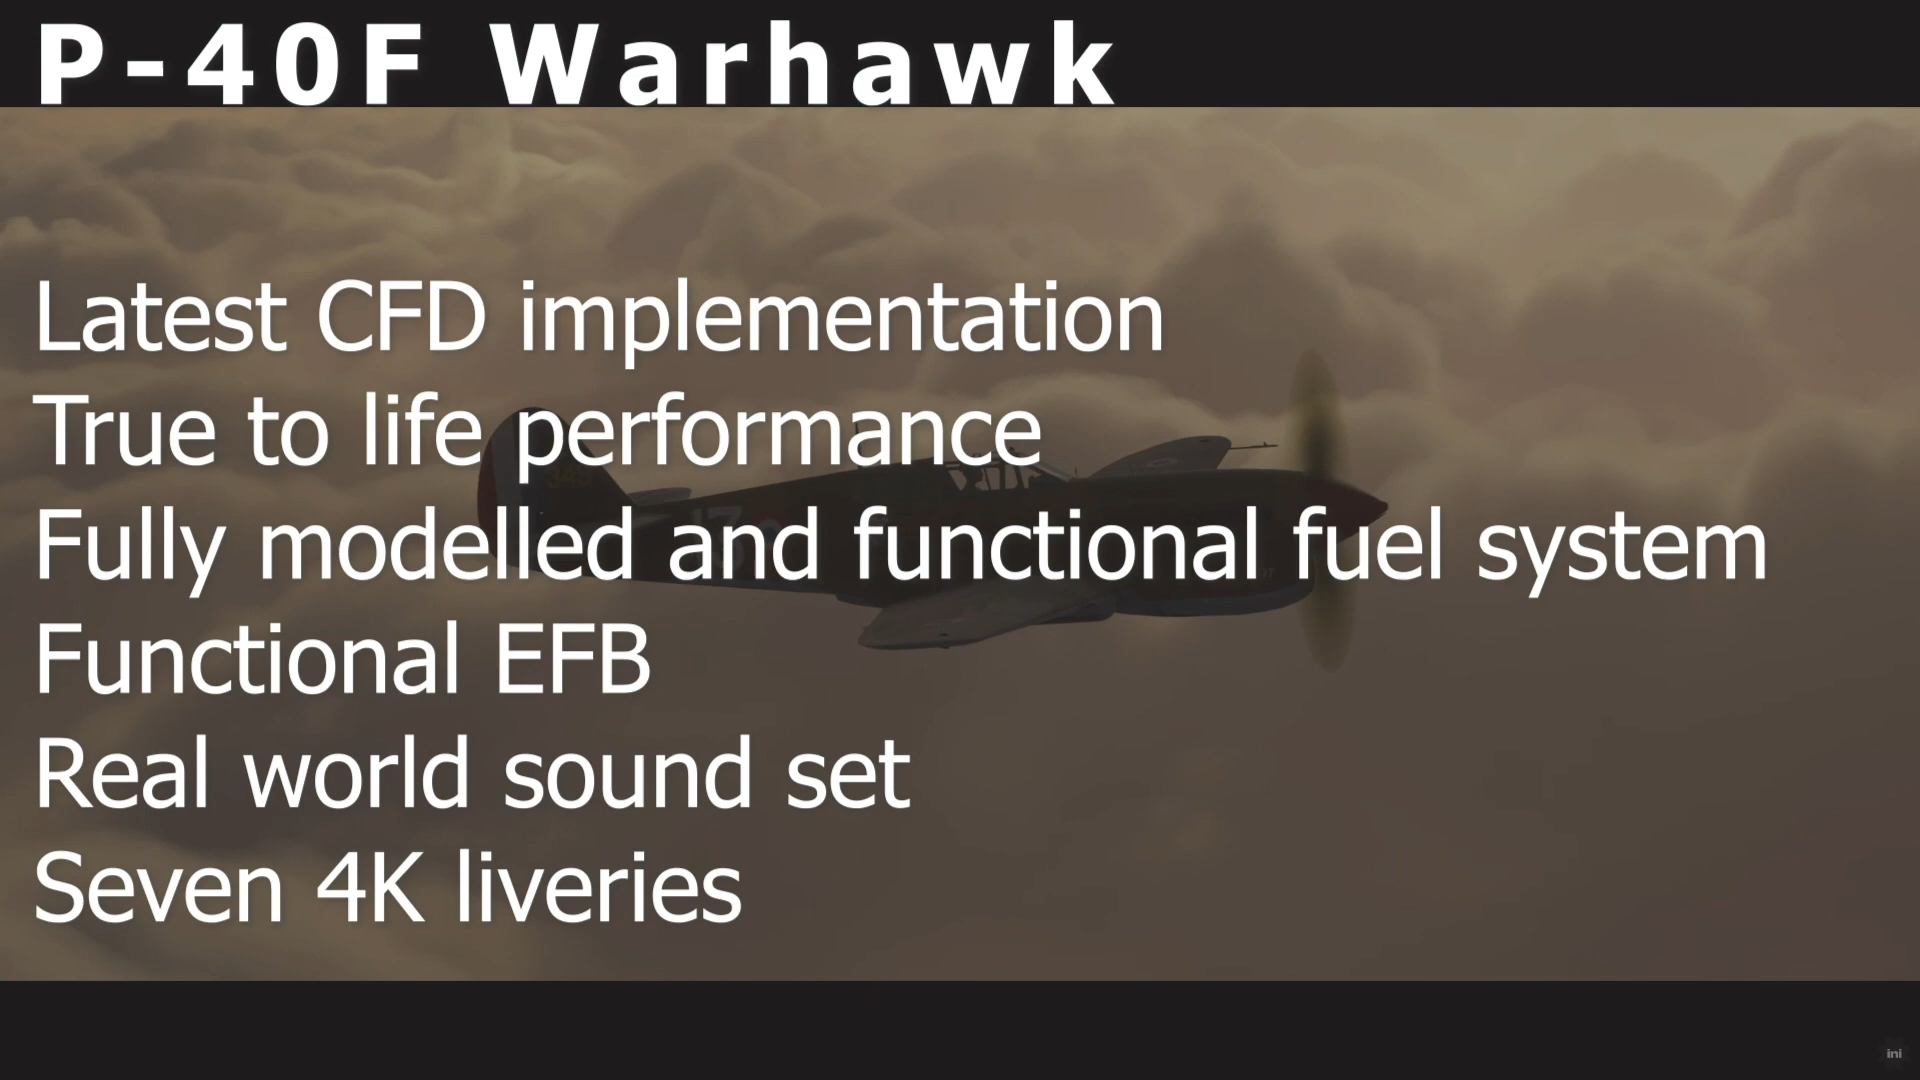 P-40F Warhawk
Latest CFD implementation
True to life performance
Fully modelled and functional fuel system
Functional EFB
Real world sound set
Seven 4K liveries
ini